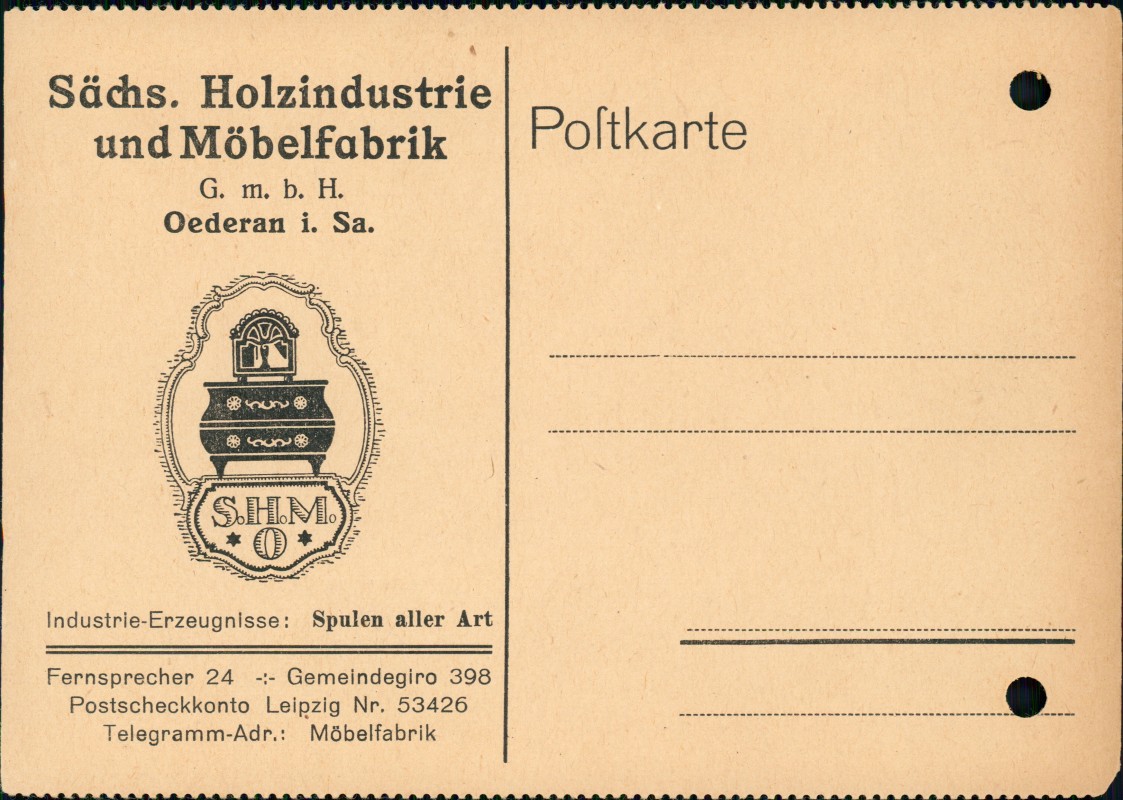 Sächs. Holzindustrie
und Möbelfabrik
G. m. b. H.
Oederan i. Sa.
S.H.M.
O
Industrie-Erzeugnisse: Spulen aller Art
Fernsprecher 24 -:- Gemeindegiro 398
Postscheckkonto Leipzig Nr. 53426
Telegramm-Adr.: Möbelfabrik
Poſtkarte